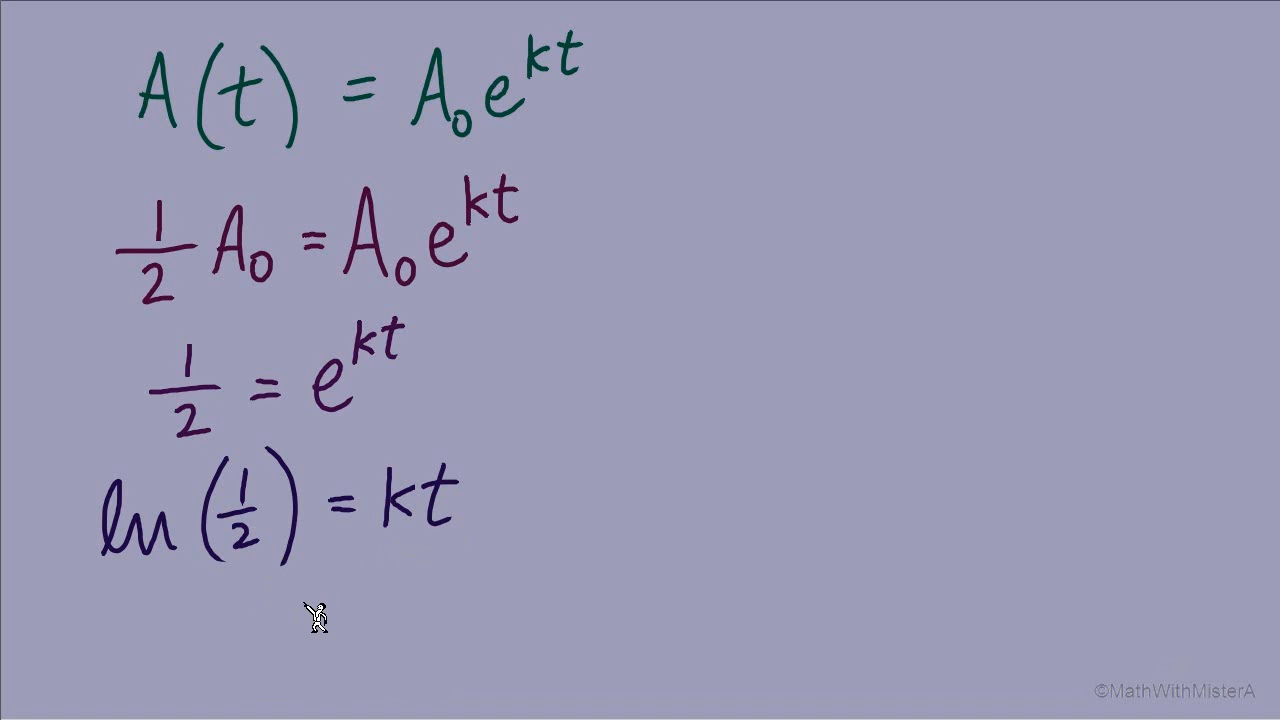 A(t) = A₀e^{kt}
1/2 A₀ = A₀e^{kt}
1/2 = e^{kt}
ln(1/2) = kt
©MathWithMisterA